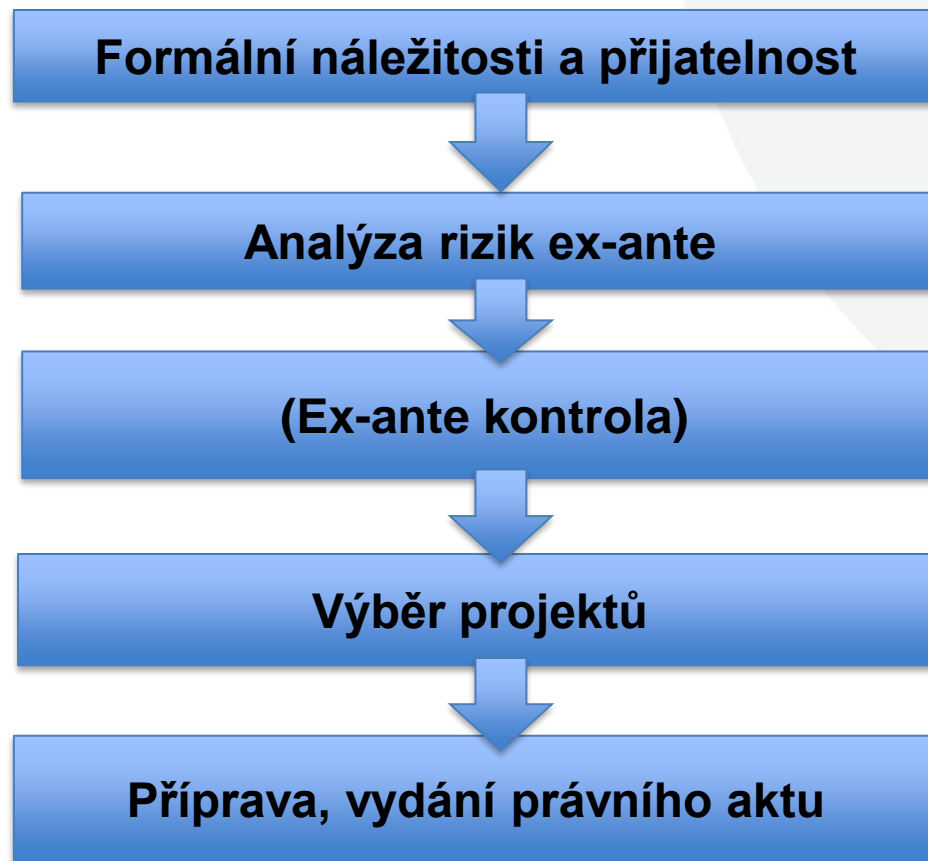 Formální náležitosti a přijatelnost
Analýza rizik ex-ante
(Ex-ante kontrola)
Výběr projektů
Příprava, vydání právního aktu